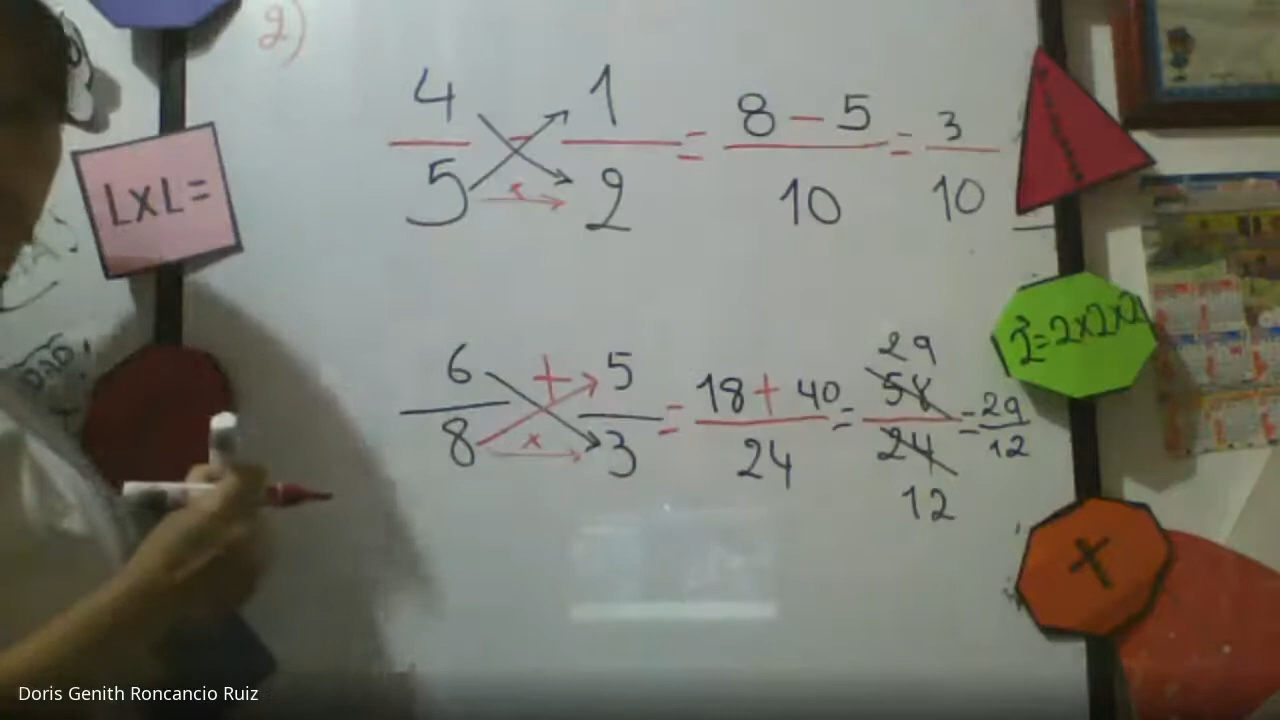 2)
4/5 - 1/2 = 8 - 5/10 = 3/10
x
LXL=
6/8 + 5/3 = 18 + 40/24 = 58/24 = 29/12
x
29
12
2³=2x2x2
X
Doris Genith Roncancio Ruiz